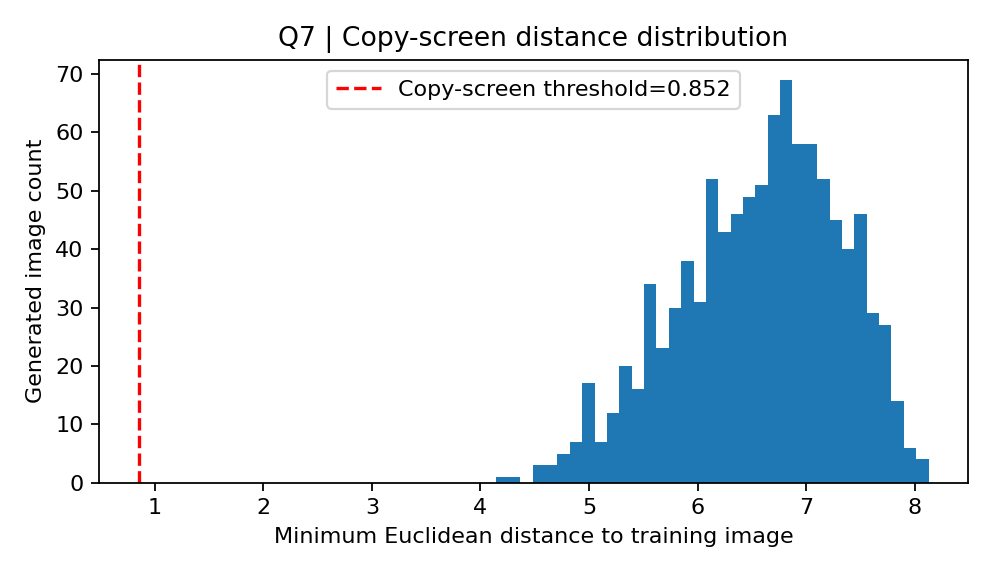 Q7 | Copy-screen distance distribution
Copy-screen threshold=0.852
Generated image count
70
60
50
40
30
20
10
0
1 2 3 4 5 6 7 8
Minimum Euclidean distance to training image